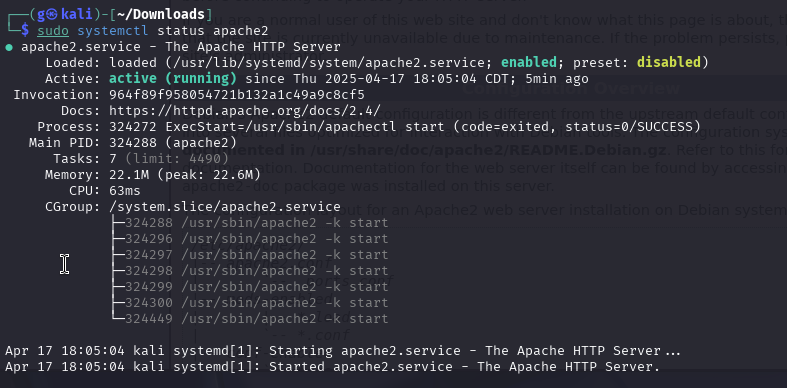 (g㉿kali)-[~/Downloads]
$ sudo systemctl status apache2
● apache2.service - The Apache HTTP Server
Loaded: loaded (/usr/lib/systemd/system/apache2.service; enabled; preset: disabled)
Active: active (running) since Thu 2025-04-17 18:05:04 CDT; 5min ago
Invocation: 964f89f958054721b132a1c49a9c8cf5
Docs: https://httpd.apache.org/docs/2.4/
Process: 324272 ExecStart=/usr/sbin/apachectl start (code=exited, status=0/SUCCESS)
Main PID: 324288 (apache2)
Tasks: 7 (limit: 4490)
Memory: 22.1M (peak: 22.6M)
CPU: 63ms
CGroup: /system.slice/apache2.service
├─324288 /usr/sbin/apache2 -k start
├─324296 /usr/sbin/apache2 -k start
├─324297 /usr/sbin/apache2 -k start
├─324298 /usr/sbin/apache2 -k start
├─324299 /usr/sbin/apache2 -k start
├─324300 /usr/sbin/apache2 -k start
└─324449 /usr/sbin/apache2 -k start
Apr 17 18:05:04 kali systemd[1]: Starting apache2.service - The Apache HTTP Server...
Apr 17 18:05:04 kali systemd[1]: Started apache2.service - The Apache HTTP Server.